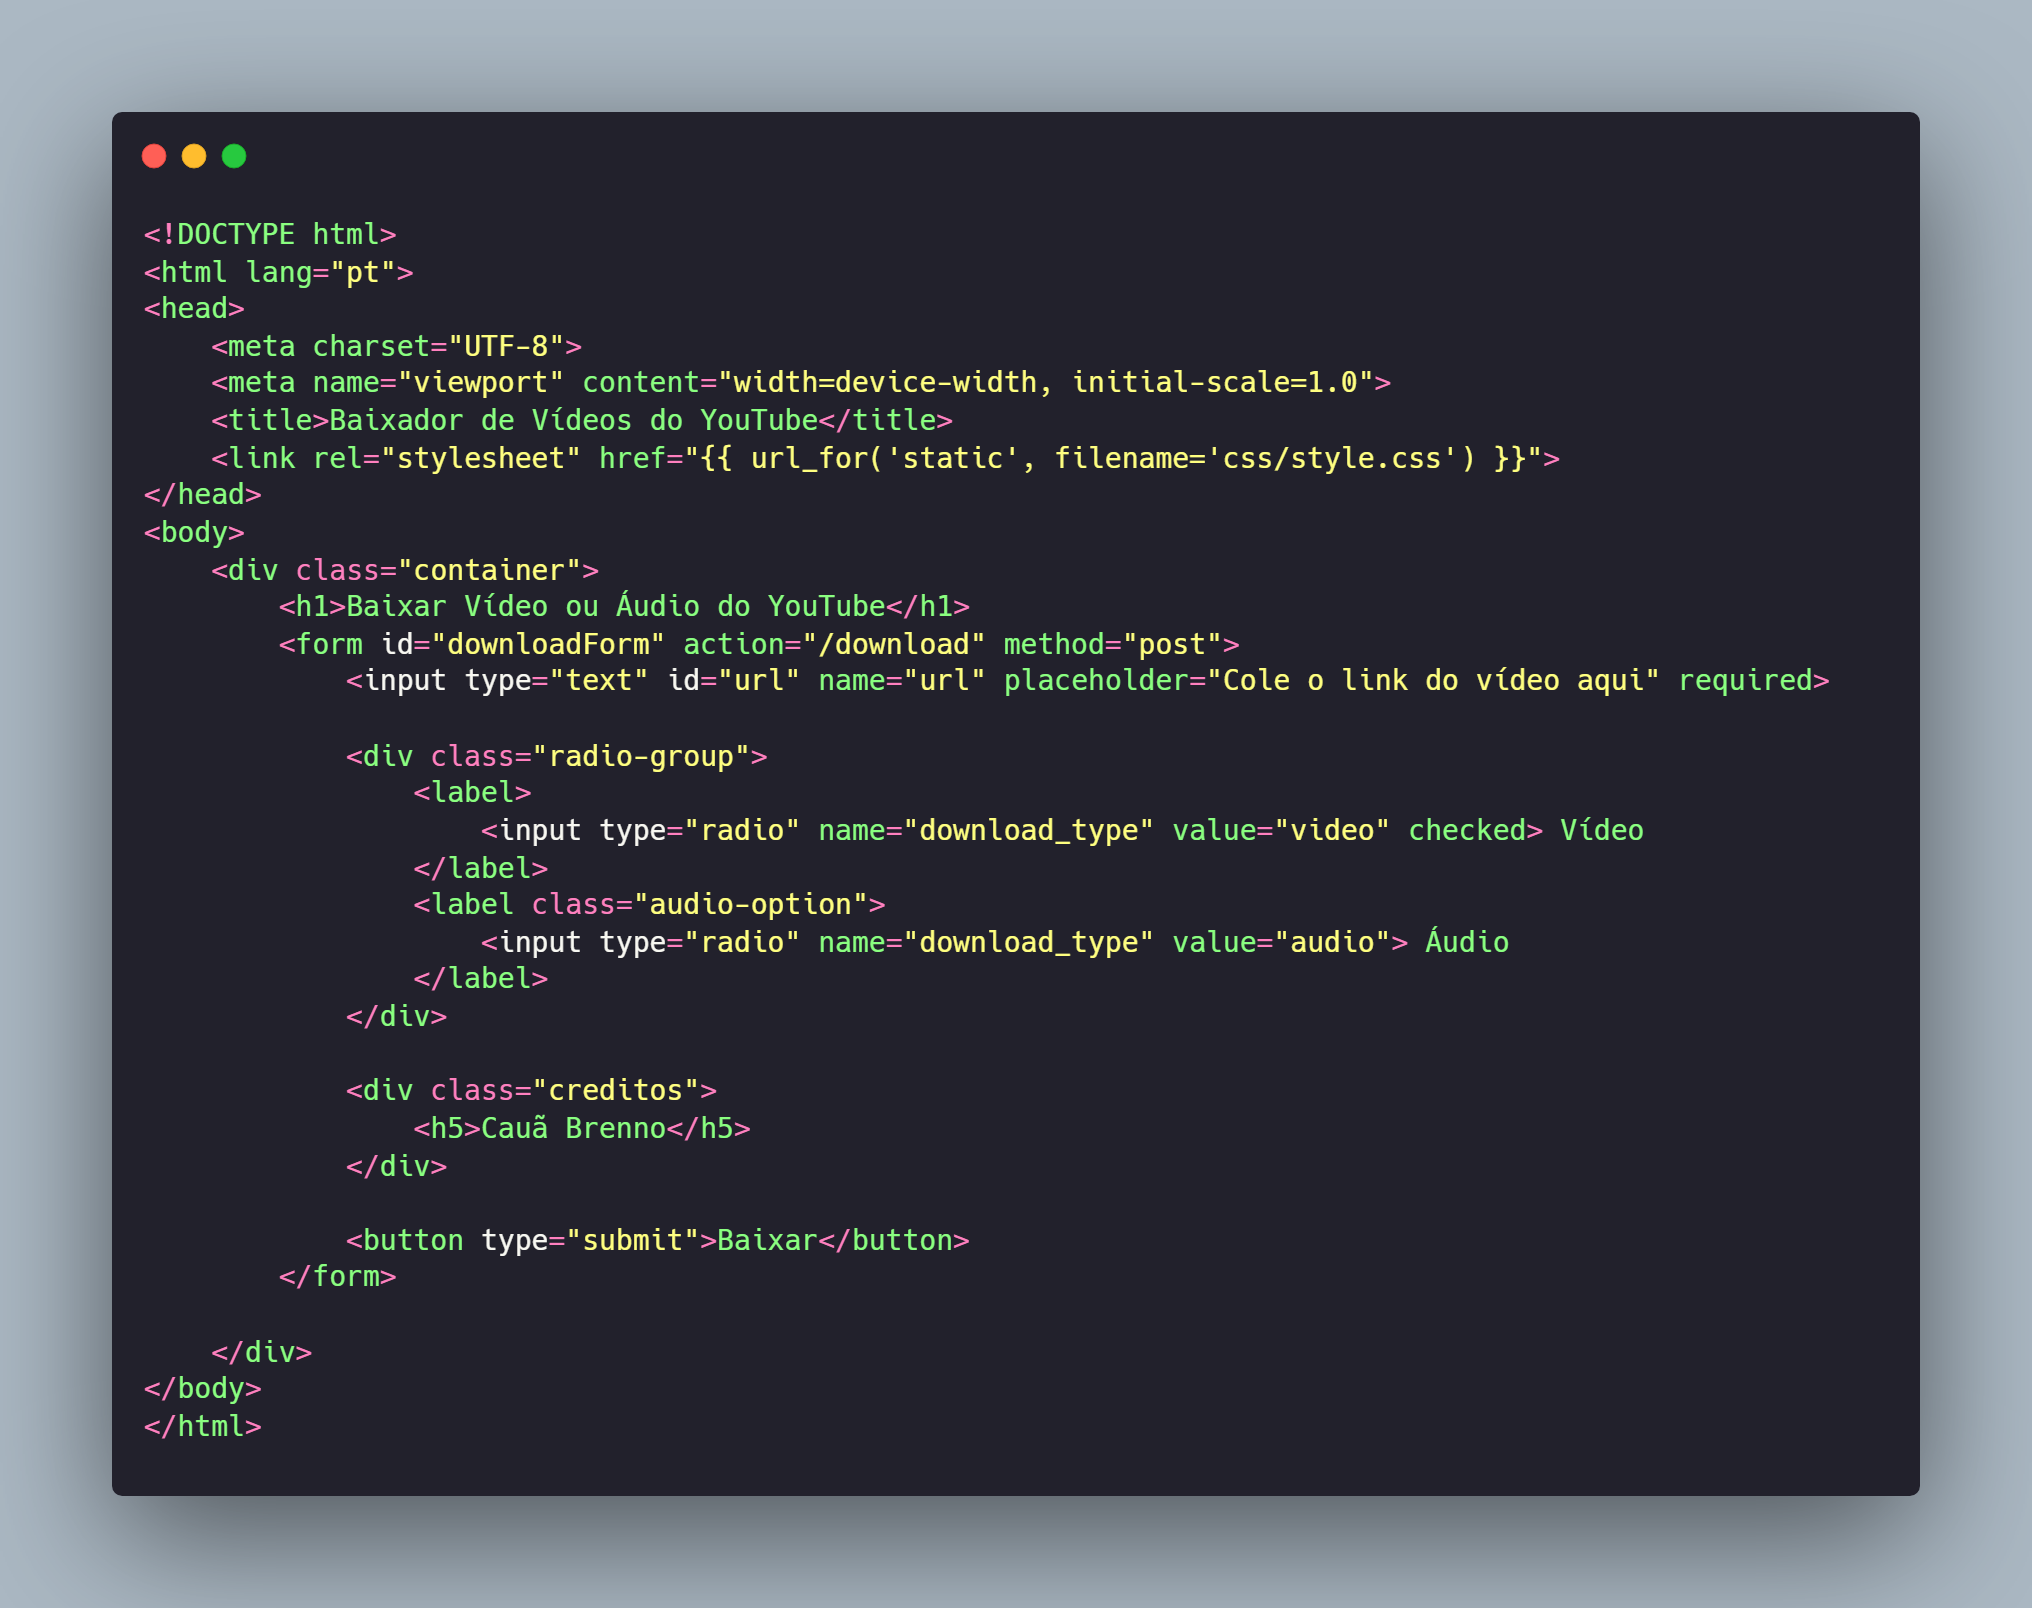 <!DOCTYPE html>
<html lang="pt">
<head>
    <meta charset="UTF-8">
    <meta name="viewport" content="width=device-width, initial-scale=1.0">
    <title>Baixador de Vídeos do YouTube</title>
    <link rel="stylesheet" href="{{ url_for('static', filename='css/style.css') }}">
</head>
<body>
    <div class="container">
        <h1>Baixar Vídeo ou Áudio do YouTube</h1>
        <form id="downloadForm" action="/download" method="post">
            <input type="text" id="url" name="url" placeholder="Cole o link do vídeo aqui" required>

            <div class="radio-group">
                <label>
                    <input type="radio" name="download_type" value="video" checked> Vídeo
                </label>
                <label class="audio-option">
                    <input type="radio" name="download_type" value="audio"> Áudio
                </label>
            </div>

            <div class="creditos">
                <h5>Cauã Brenno</h5>
            </div>

            <button type="submit">Baixar</button>
        </form>

    </div>
</body>
</html>